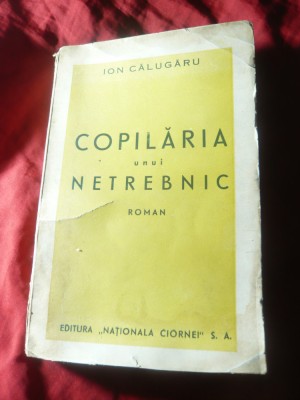 ION CĂLUGĂRU
COPILĂRIA
unui
NETREBNIC
ROMAN
EDITURA „NAȚIONALA CIORNEI" S. A.